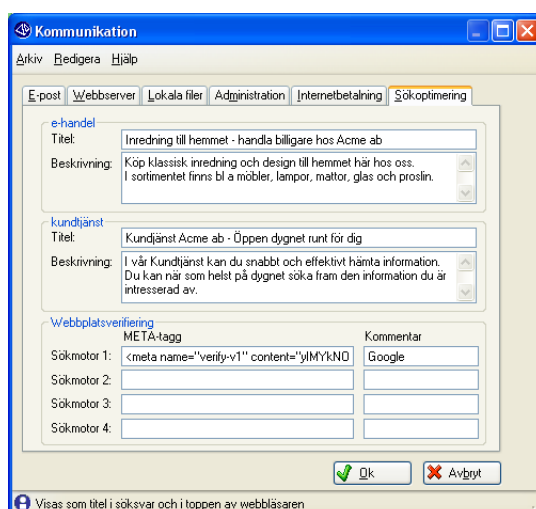 Kommunikation
Arkiv Redigera Hjälp
E-post Webbserver Lokala filer Administration Internetbetalning Sökoptimering
e-handel
Titel: Inredning till hemmet - handla billigare hos Acme ab
Beskrivning: Köp klassisk inredning och design till hemmet här hos oss.
I sortimentet finns bl a möbler, lampor, mattor, glas och proslin.
kundtjänst
Titel: Kundjänst Acme ab - Öppen dygnet runt för dig
Beskrivning: I vår Kundtjänst kan du snabbt och effektivt hämta information.
Du kan när som helst på dygnet söka fram den information du är
intresserad av.
Webbplatsverifiering
META-tagg Kommentar
Sökmotor 1: <meta name="verify-v1" content="yIMYkNO Google
Sökmotor 2:
Sökmotor 3:
Sökmotor 4:
Ok Avbryt
Visas som titel i söksvar och i toppen av webbläsaren